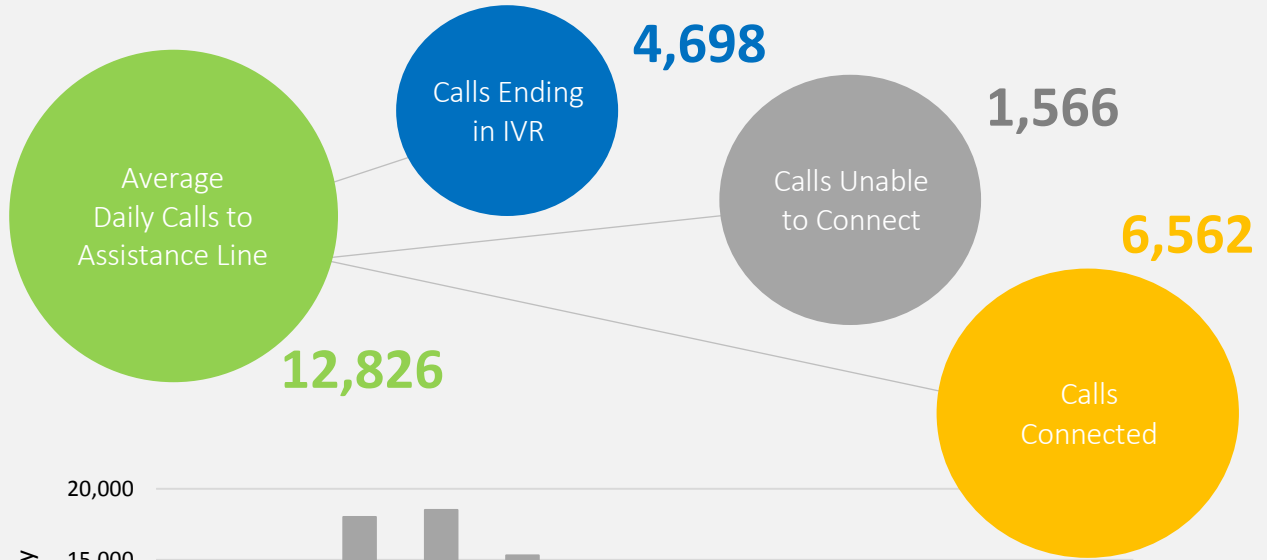 4,698
Calls Ending
in IVR
1,566
Calls Unable
to Connect
Average
Daily Calls to
Assistance Line
6,562
12,826
Calls
Connected
20,000
15,000